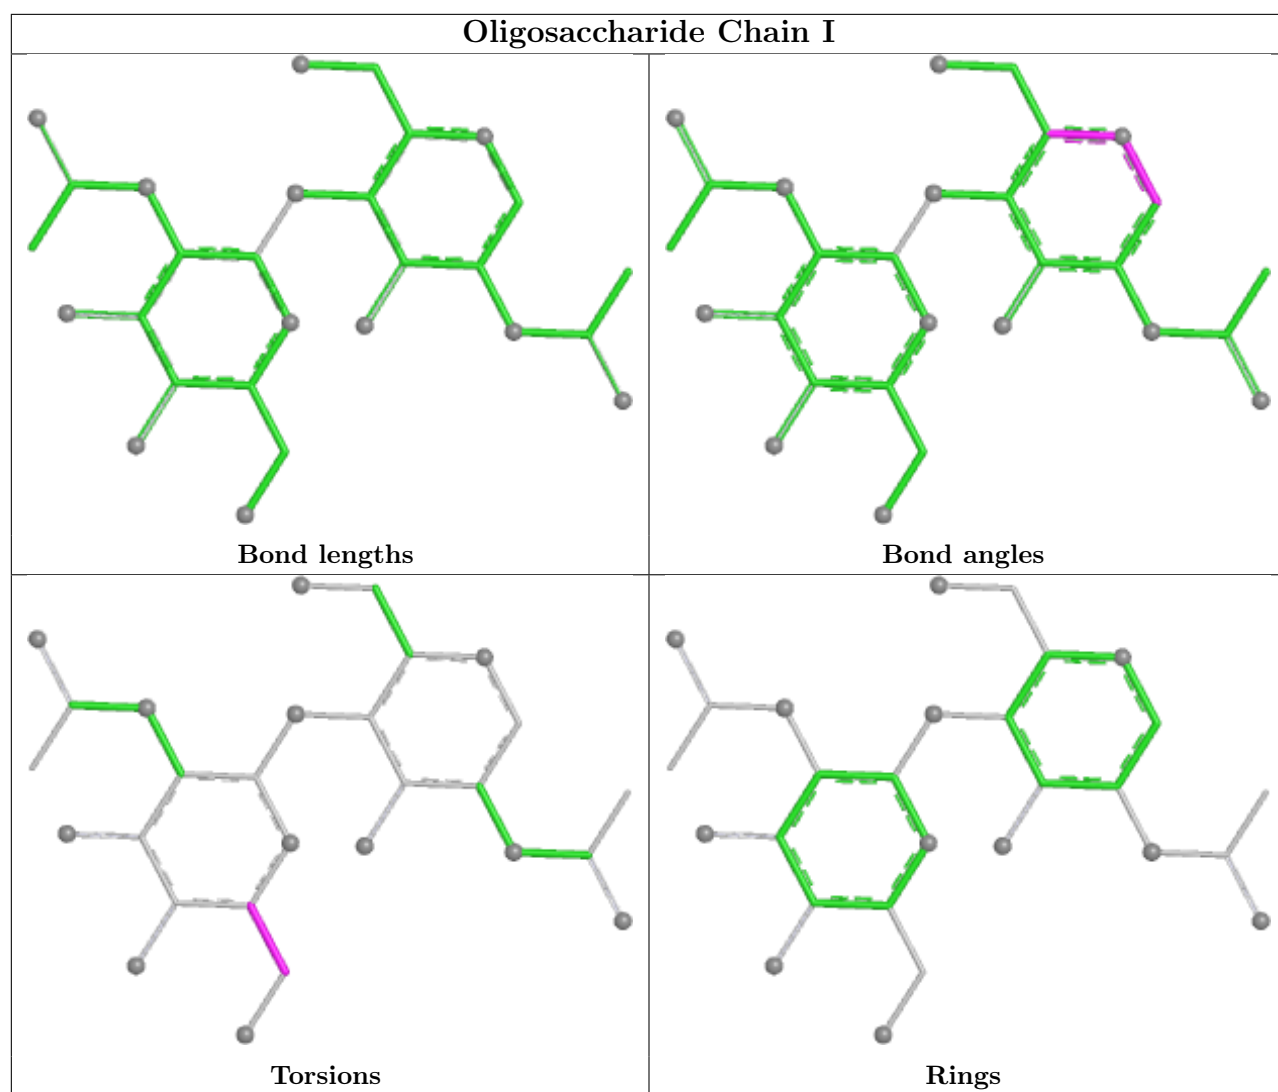 Oligosaccharide Chain I
Bond lengths
Bond angles
Torsions
Rings